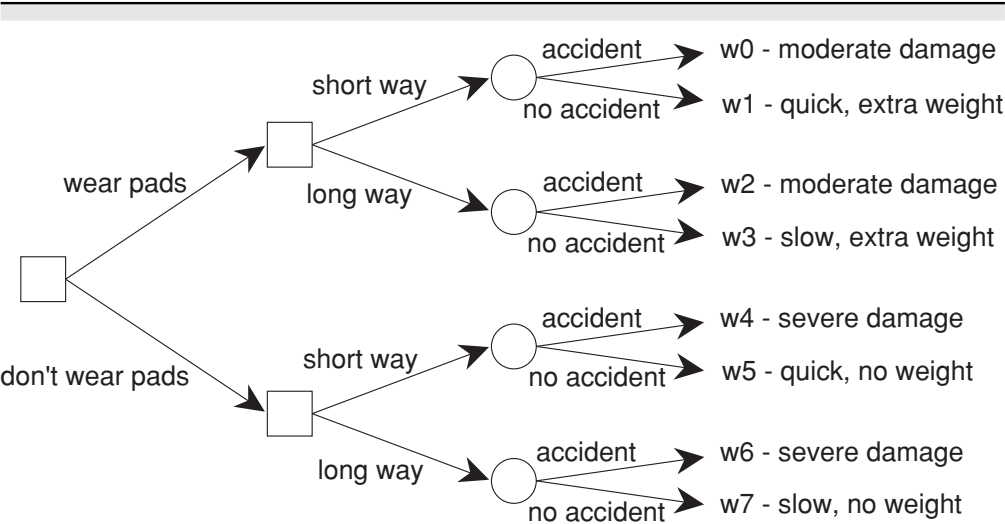 accident
w0 - moderate damage
short way
no accident
w1 - quick, extra weight
wear pads
long way
accident
w2 - moderate damage
no accident
w3 - slow, extra weight
don't wear pads
short way
accident
w4 - severe damage
no accident
w5 - quick, no weight
long way
accident
w6 - severe damage
no accident
w7 - slow, no weight